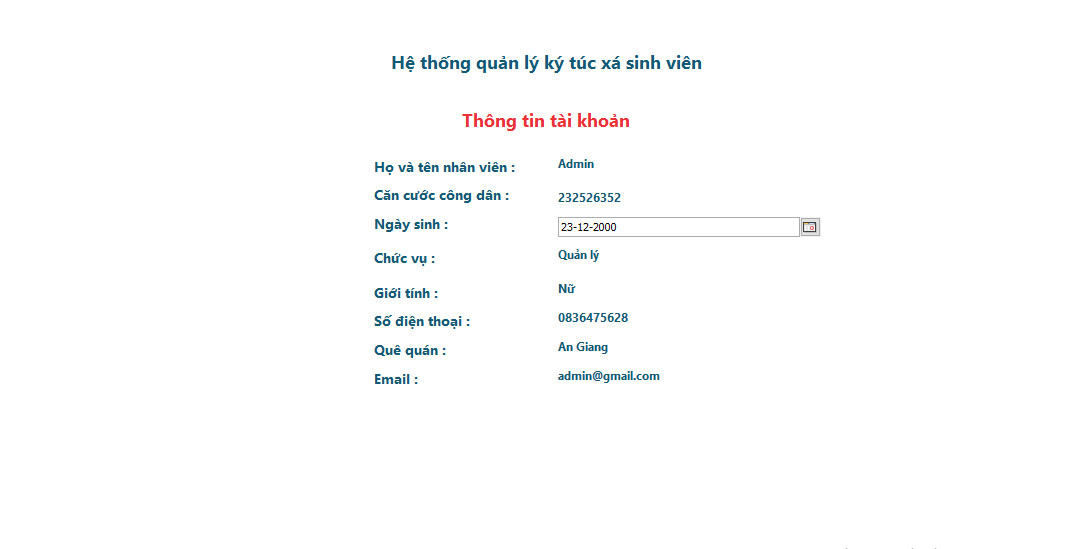 Hệ thống quản lý ký túc xá sinh viên
Thông tin tài khoản
Họ và tên nhân viên : Admin
Căn cước công dân : 232526352
Ngày sinh : 23-12-2000
Chức vụ : Quản lý
Giới tính : Nữ
Số điện thoại : 0836475628
Quê quán : An Giang
Email : admin@gmail.com